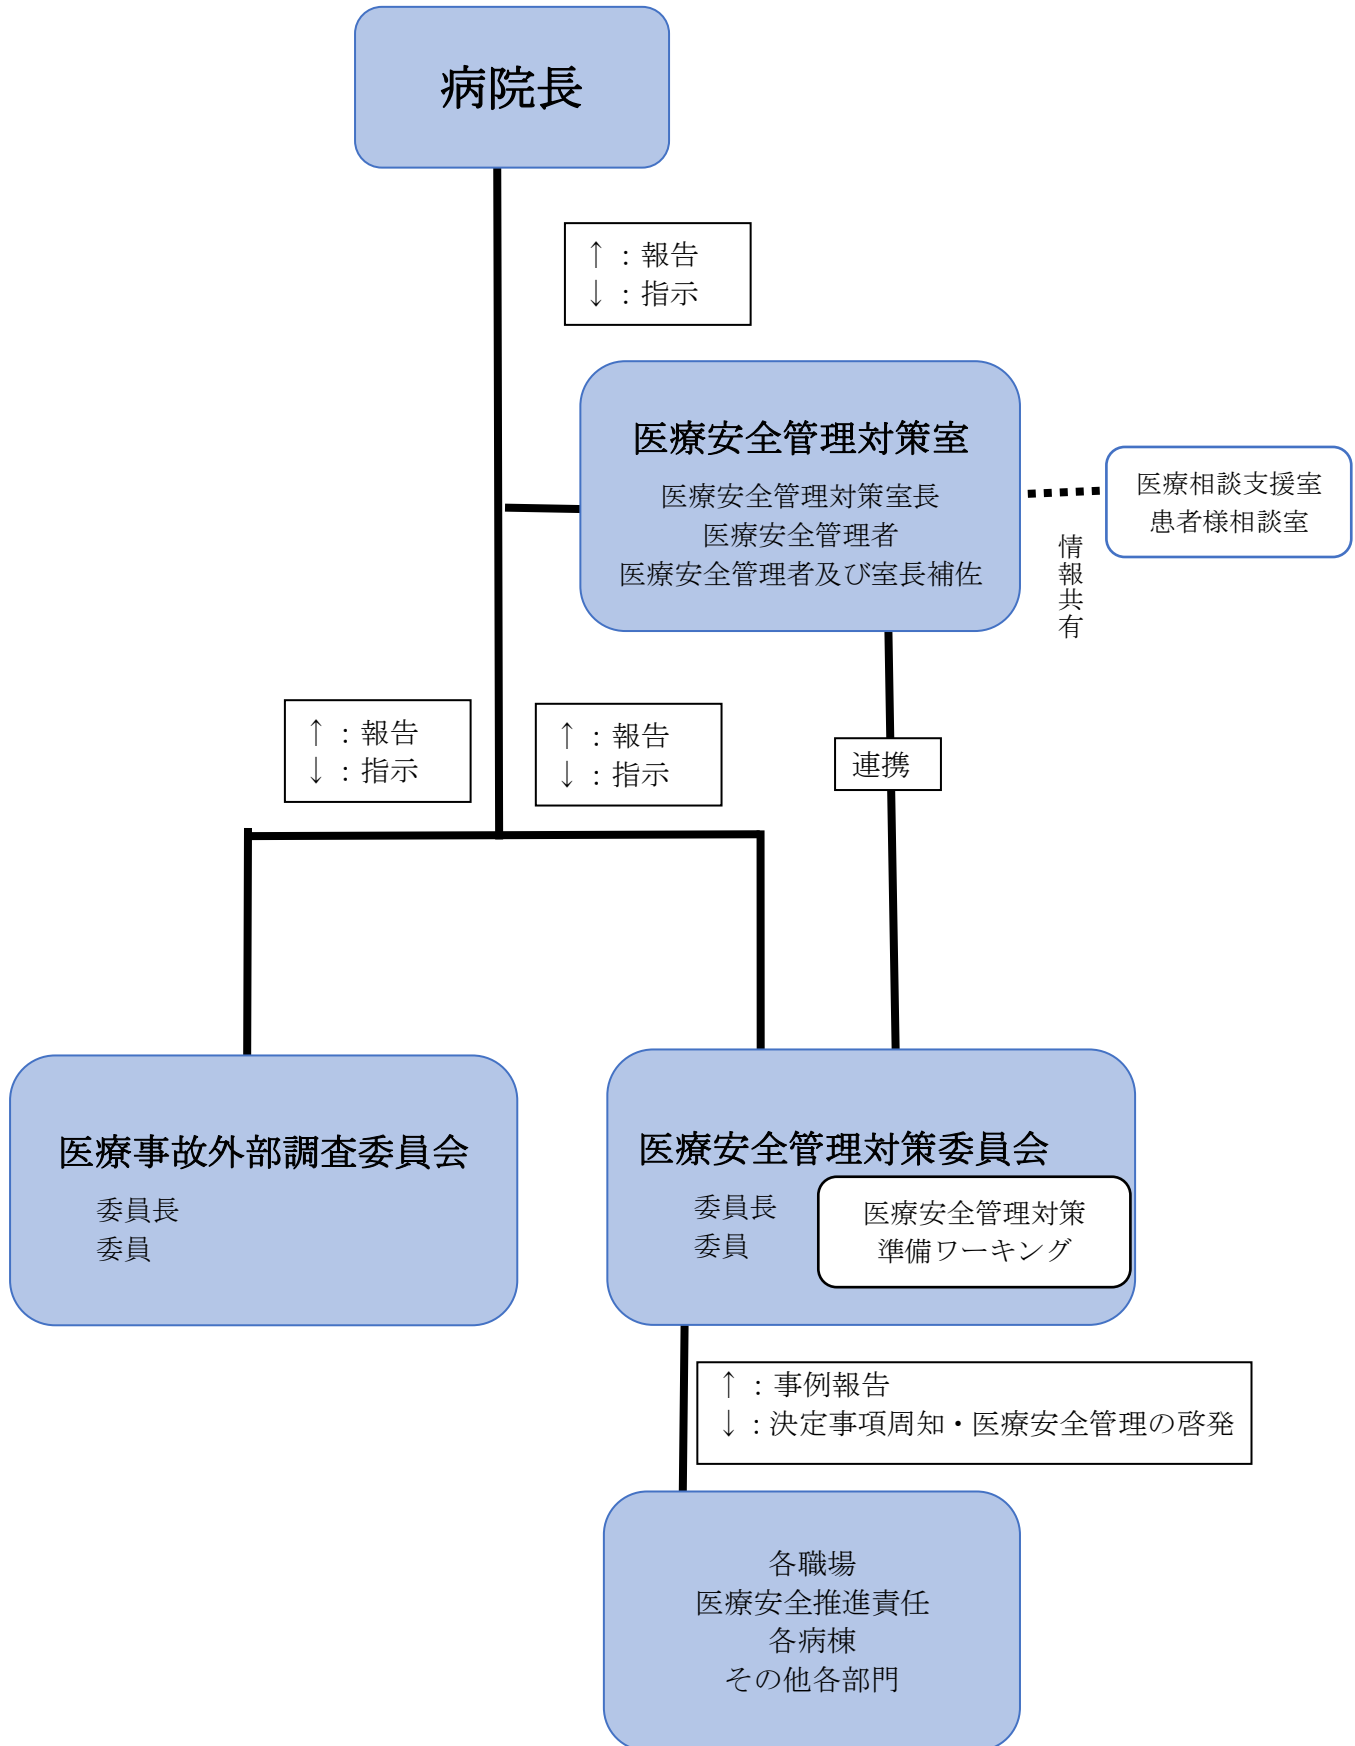 病院長
↑：報告
↓：指示
医療安全管理対策室
医療安全管理対策室長
医療安全管理者
医療安全管理者及び室長補佐
医療相談支援室
患者様相談室
情報共有
↑：報告
↓：指示
↑：報告
↓：指示
連携
医療事故外部調査委員会
委員長
委員
医療安全管理対策委員会
委員長
委員
医療安全管理対策
準備ワーキング
↑：事例報告
↓：決定事項周知・医療安全管理の啓発
各職場
医療安全推進責任
各病棟
その他各部門